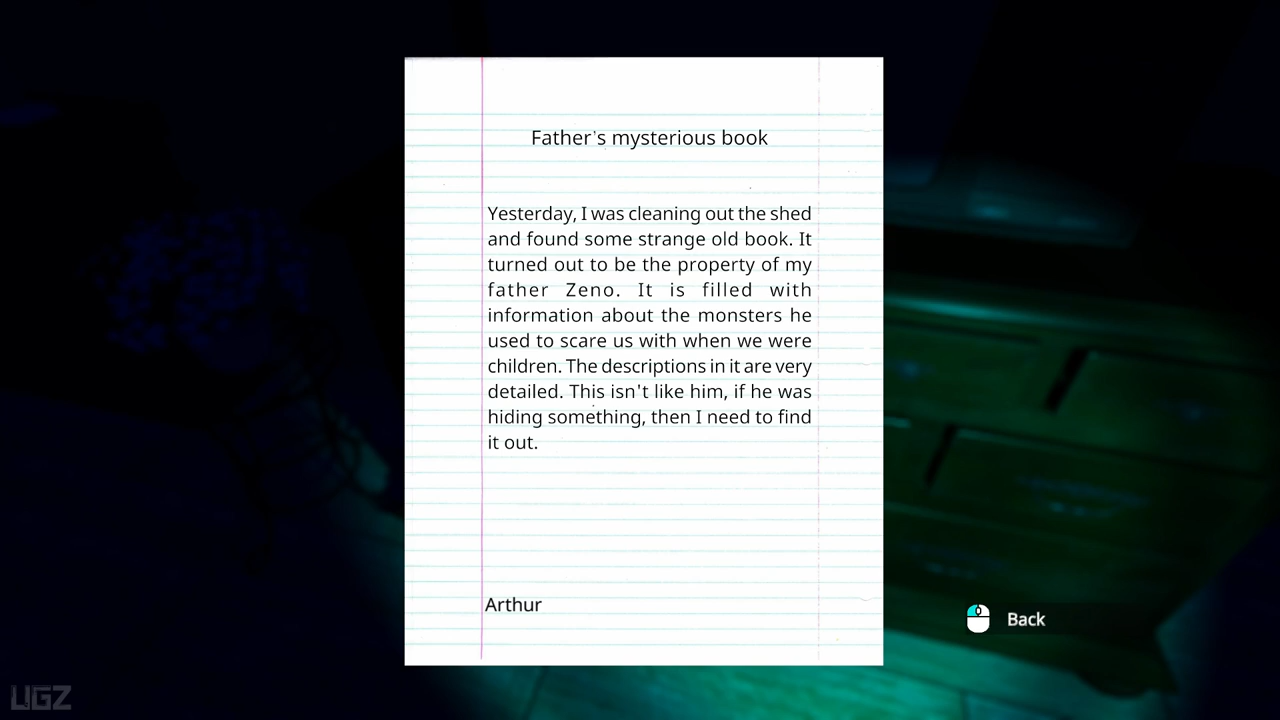 Father's mysterious book
Yesterday, I was cleaning out the shed
and found some strange old book. It
turned out to be the property of my
father Zeno. It is filled with
information about the monsters he
used to scare us with when we were
children. The descriptions in it are very
detailed. This isn't like him, if he was
hiding something, then I need to find
it out.
Arthur
Back
UGZ